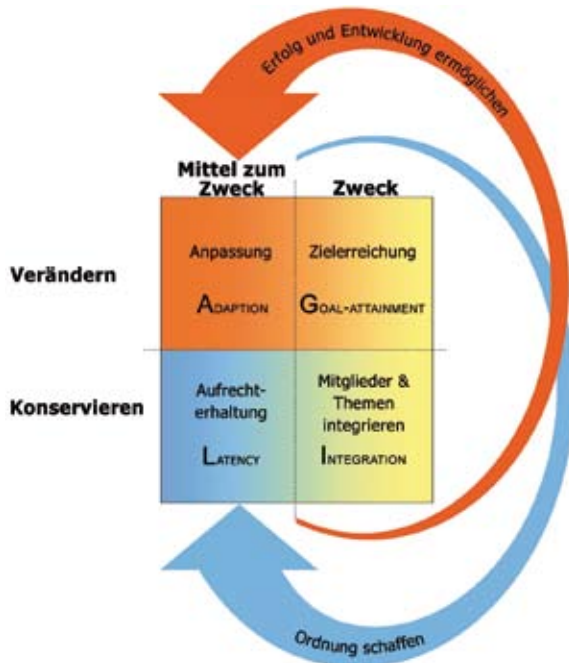 Erfolg und Entwicklung ermöglichen
Mittel zum
Zweck
Zweck
Verändern
Anpassung
ADAPTION
Zielerreichung
GOAL-ATTAINMENT
Konservieren
Aufrecht-
erhaltung
LATENCY
Mitglieder &
Themen
integrieren
INTEGRATION
Ordnung schaffen